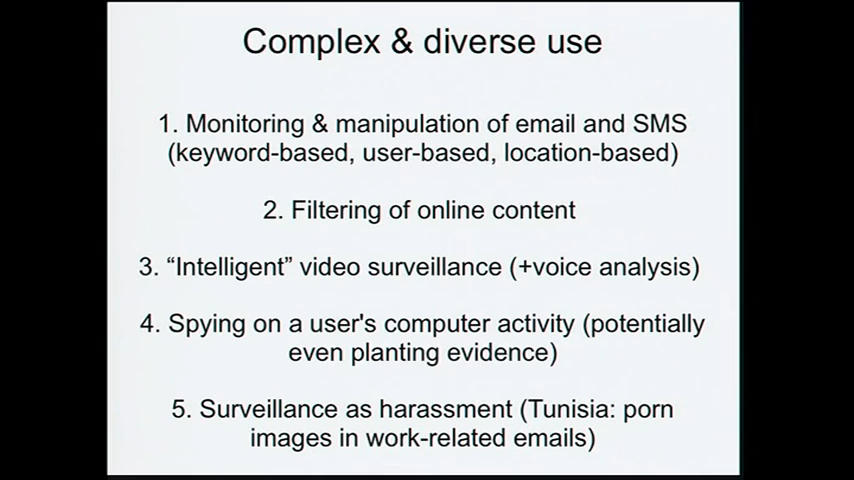 Complex & diverse use
1. Monitoring & manipulation of email and SMS
(keyword-based, user-based, location-based)
2. Filtering of online content
3. “Intelligent” video surveillance (+voice analysis)
4. Spying on a user's computer activity (potentially
even planting evidence)
5. Surveillance as harassment (Tunisia: porn
images in work-related emails)